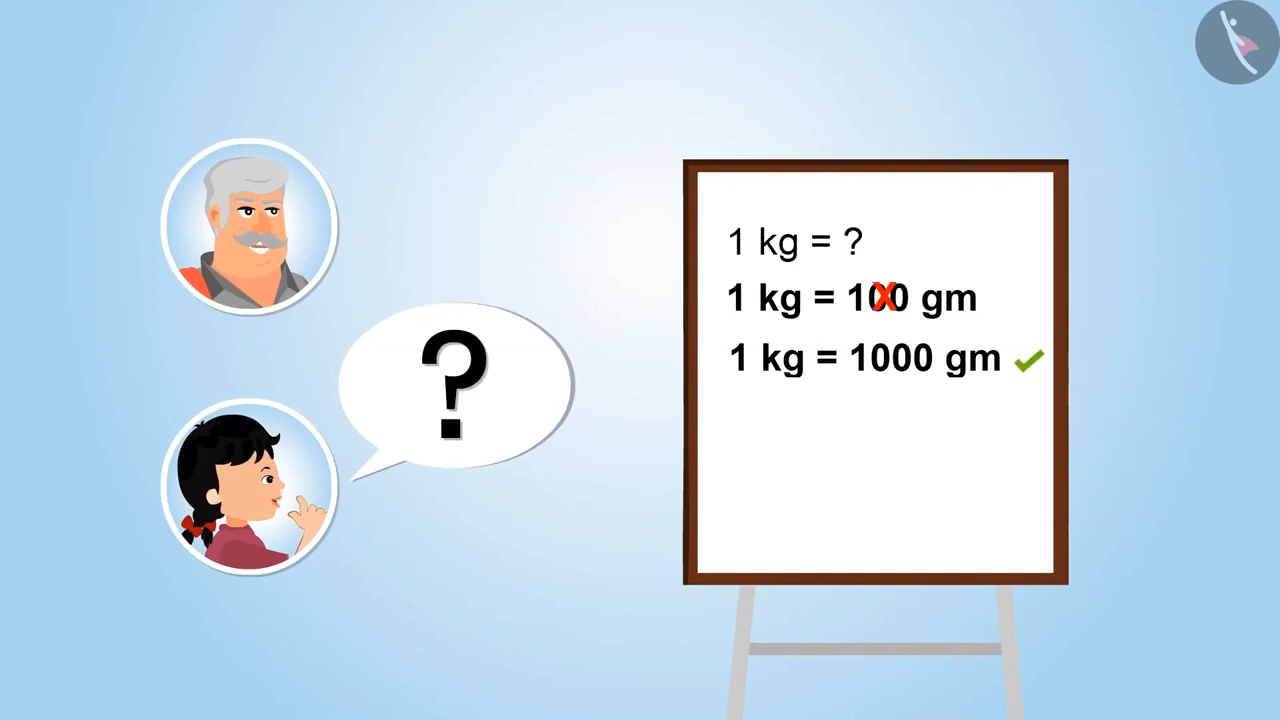 ?
1 kg = ?
1 kg = 100 gm
1 kg = 1000 gm